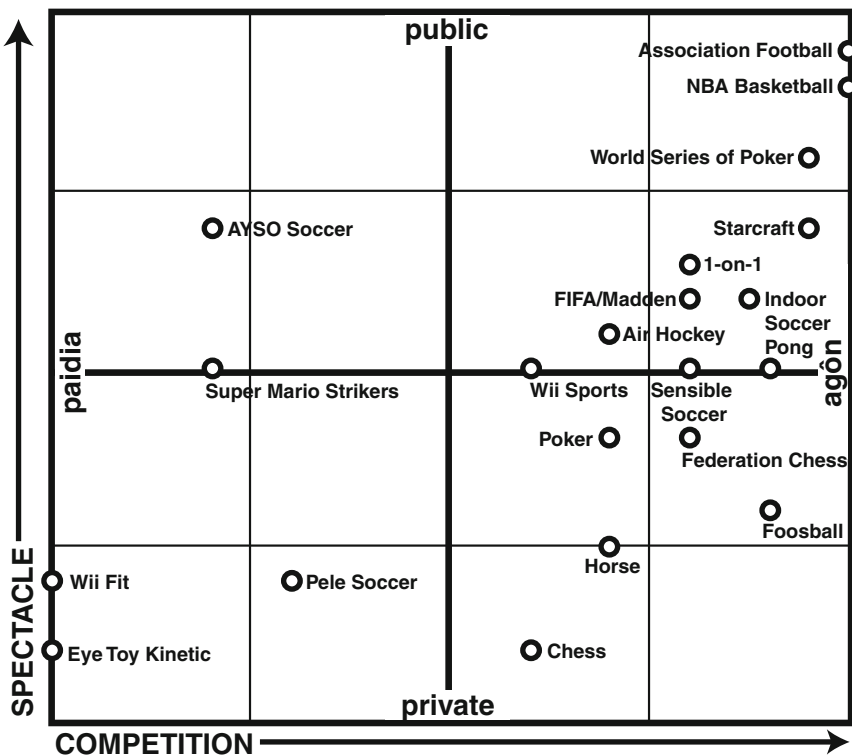 public
Association Football
NBA Basketball
World Series of Poker
AYSO Soccer
Starcraft
1-on-1
FIFA/Madden
Indoor
Soccer
Air Hockey
Pong
paidia
agôn
Super Mario Strikers
Wii Sports
Sensible
Soccer
Poker
Federation Chess
Foosball
Horse
Wii Fit
Pele Soccer
Eye Toy Kinetic
Chess
private
SPECTACLE
COMPETITION